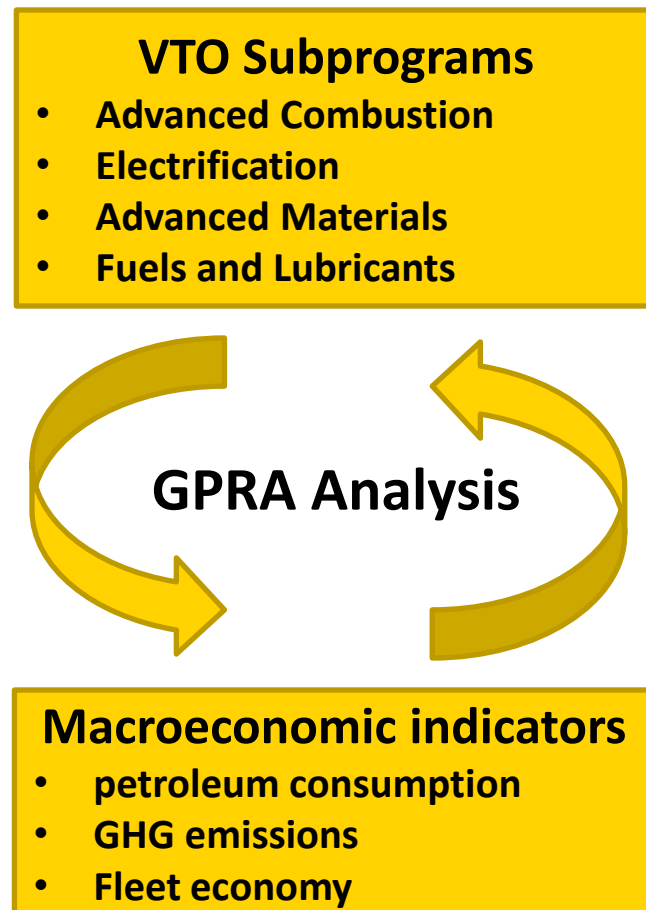 VTO Subprograms
• Advanced Combustion
• Electrification
• Advanced Materials
• Fuels and Lubricants
GPRA Analysis
Macroeconomic indicators
• petroleum consumption
• GHG emissions
• Fleet economy